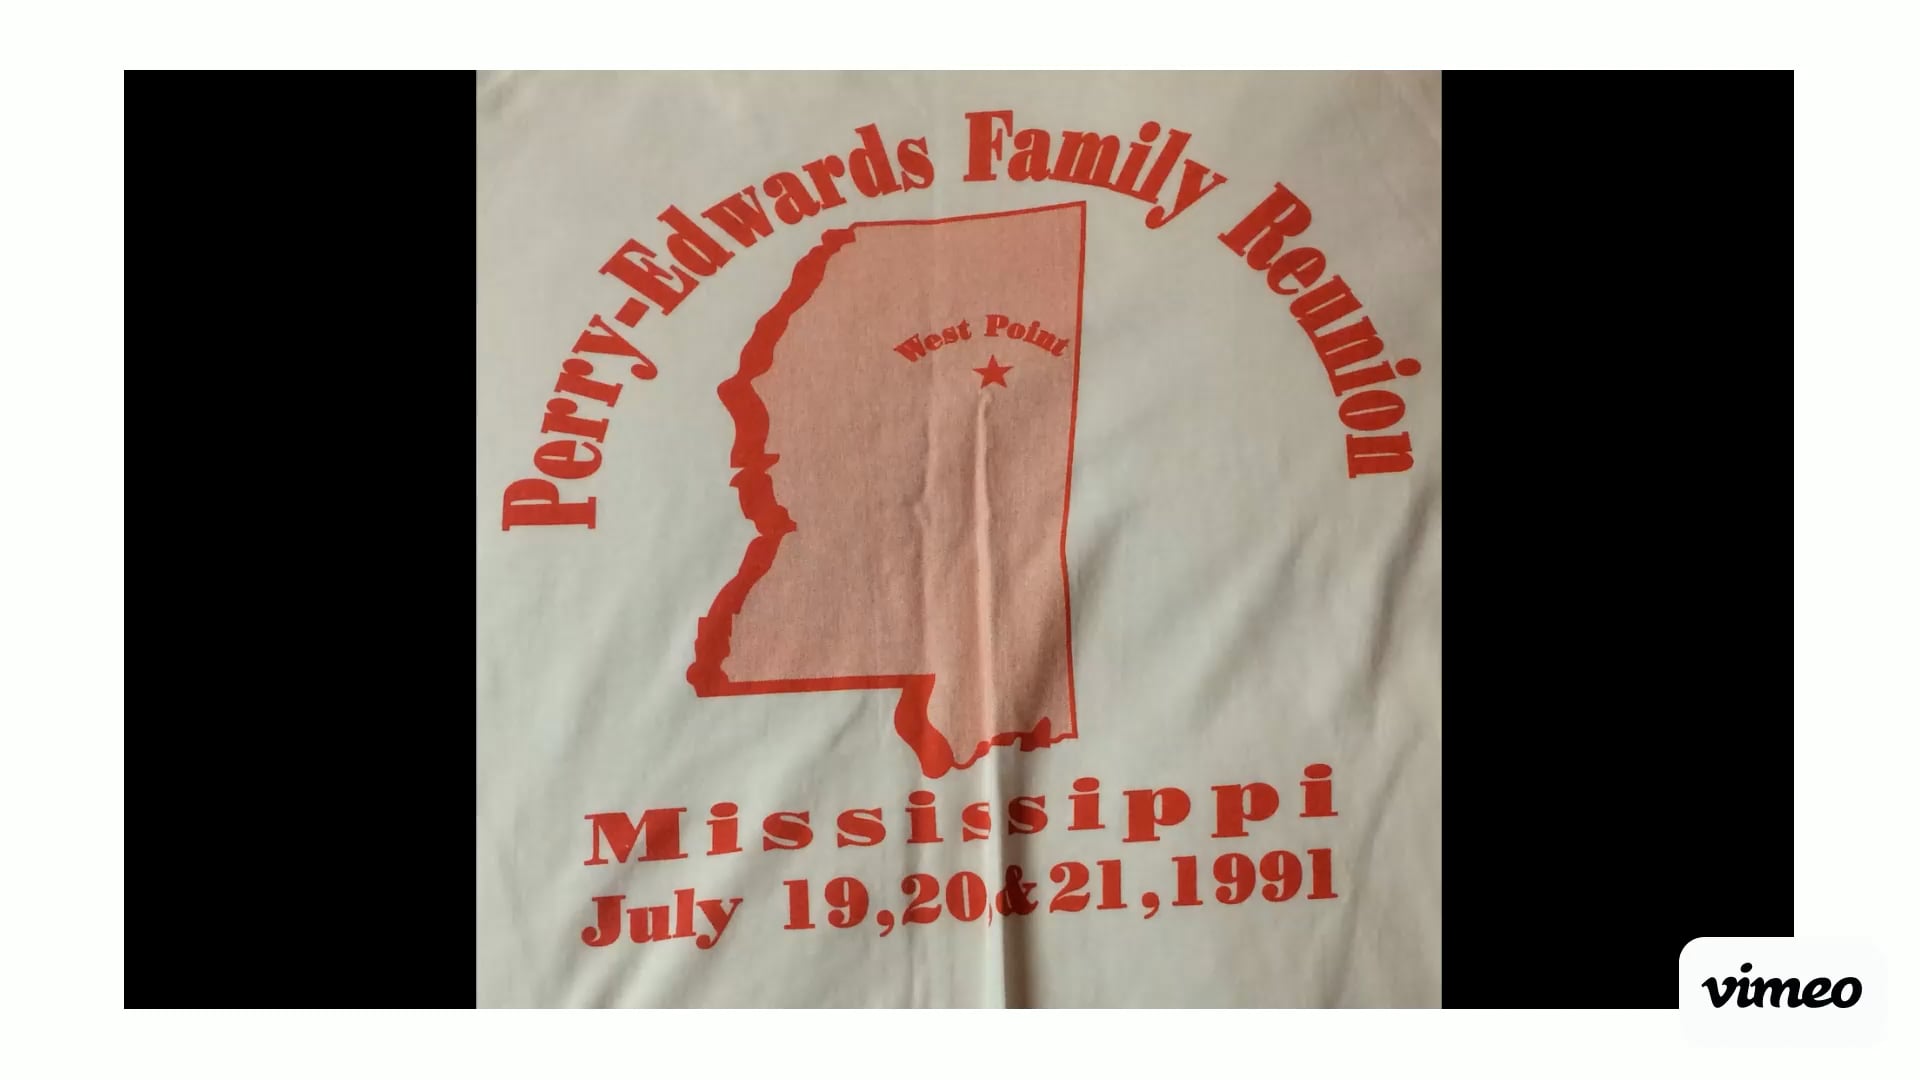 Perry-Edwards Family Reunion
West Point
Mississippi
July 19,20,&21,1991
vimeo